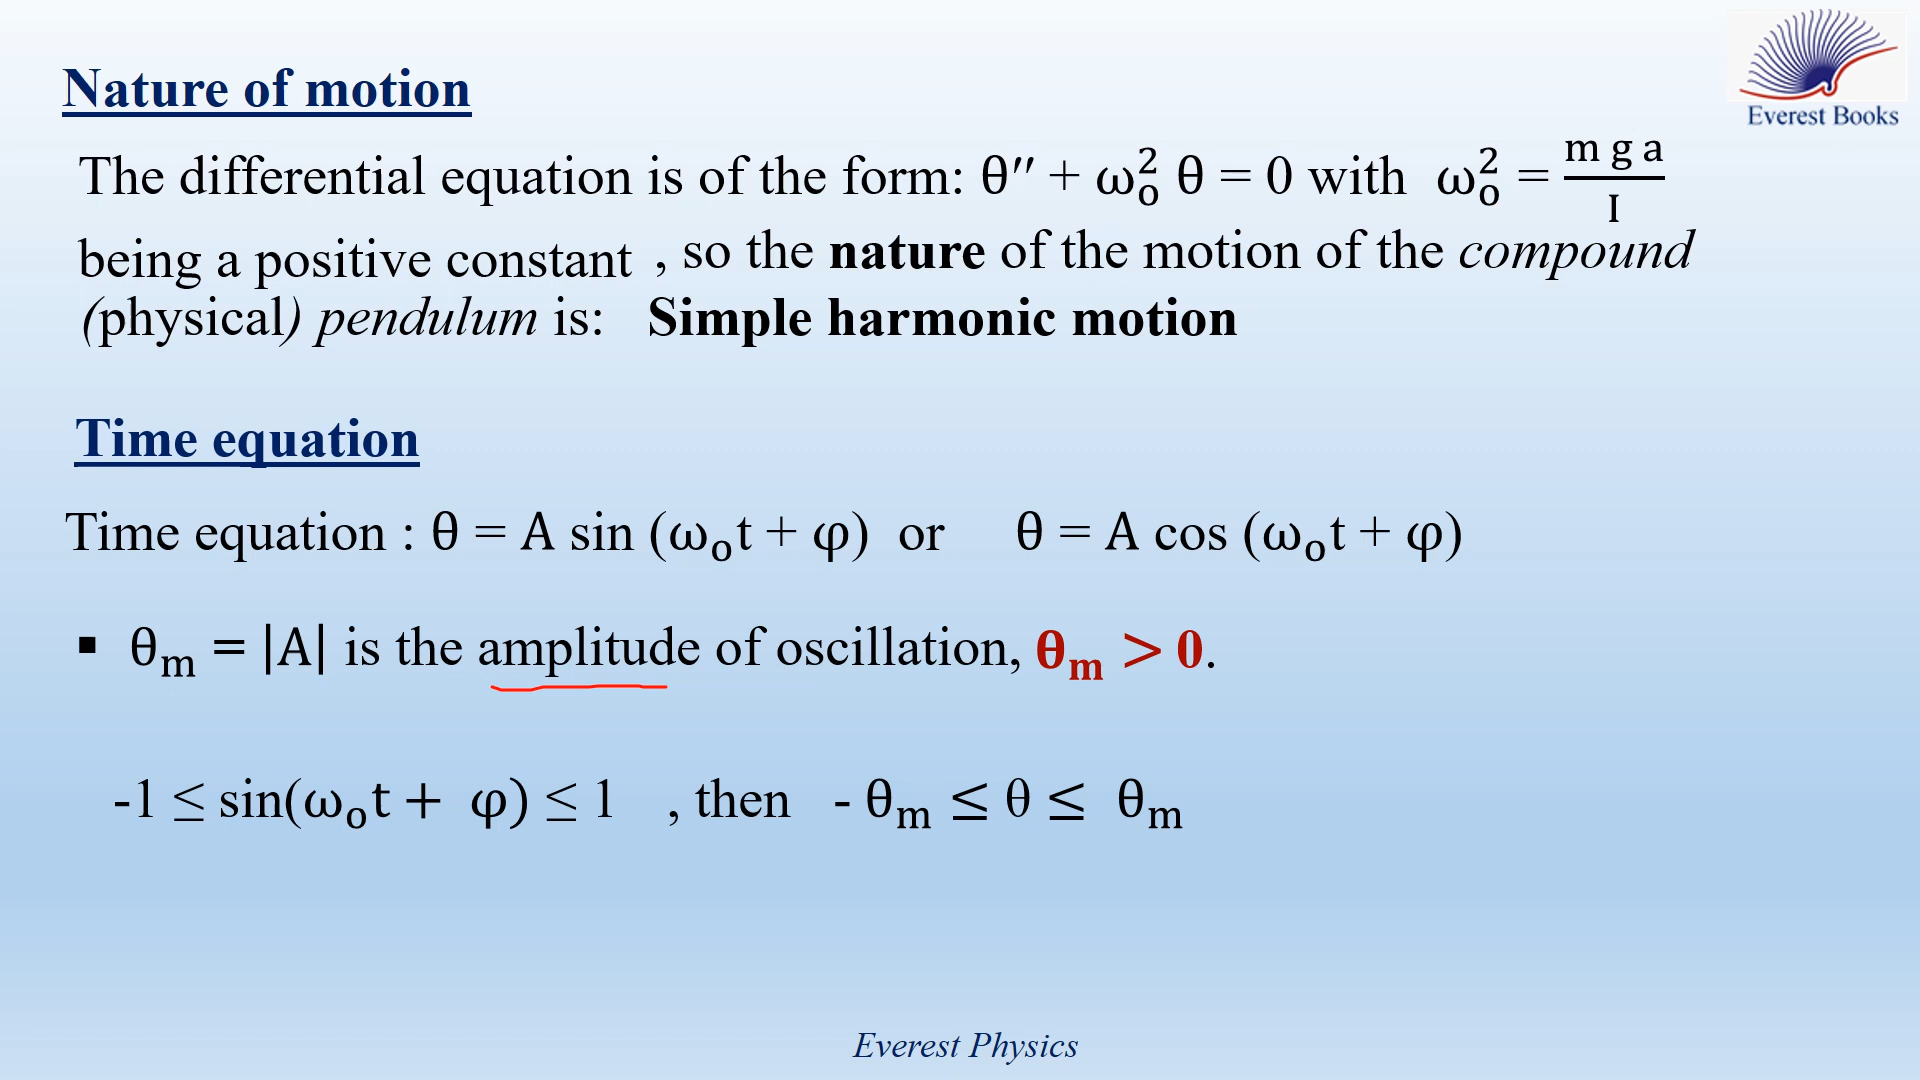 Everest Books
Nature of motion
The differential equation is of the form: θ′′ + ω₀² θ = 0 with ω₀² = m g a / I
being a positive constant , so the nature of the motion of the compound
(physical) pendulum is: Simple harmonic motion
Time equation
Time equation : θ = A sin (ω₀t + φ) or θ = A cos (ω₀t + φ)
▪ θₘ = |A| is the amplitude of oscillation, θₘ > 0.
-1 ≤ sin(ω₀t + φ) ≤ 1 , then - θₘ ≤ θ ≤ θₘ
Everest Physics